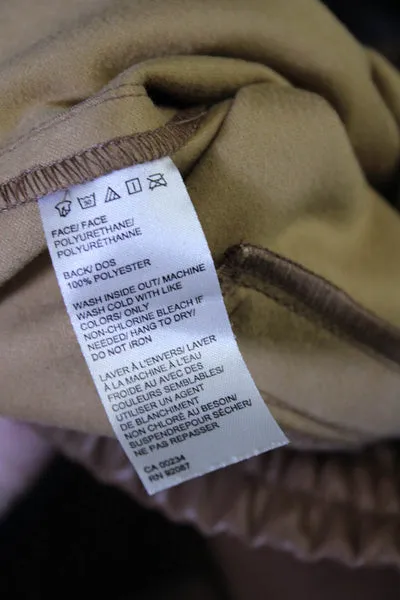 30
FACE/ FACE
POLYURETHANE/
POLYURÉTHANNE
BACK/ DOS
100% POLYESTER
WASH INSIDE OUT/ MACHINE
WASH COLD WITH LIKE
COLORS/ ONLY
NON-CHLORINE BLEACH IF
NEEDED/ HANG TO DRY/
DO NOT IRON
LAVER À L'ENVERS/ LAVER
À LA MACHINE À L'EAU
FROIDE AU AVEC DES
COULEURS SEMBLABLES/
UTILISER UN AGENT
DE BLANCHIMENT
NON CHLORÉ AU BESOIN/
SUSPENDREPOUR SÉCHER/
NE PAS REPASSER
CA 00234
RN 92087